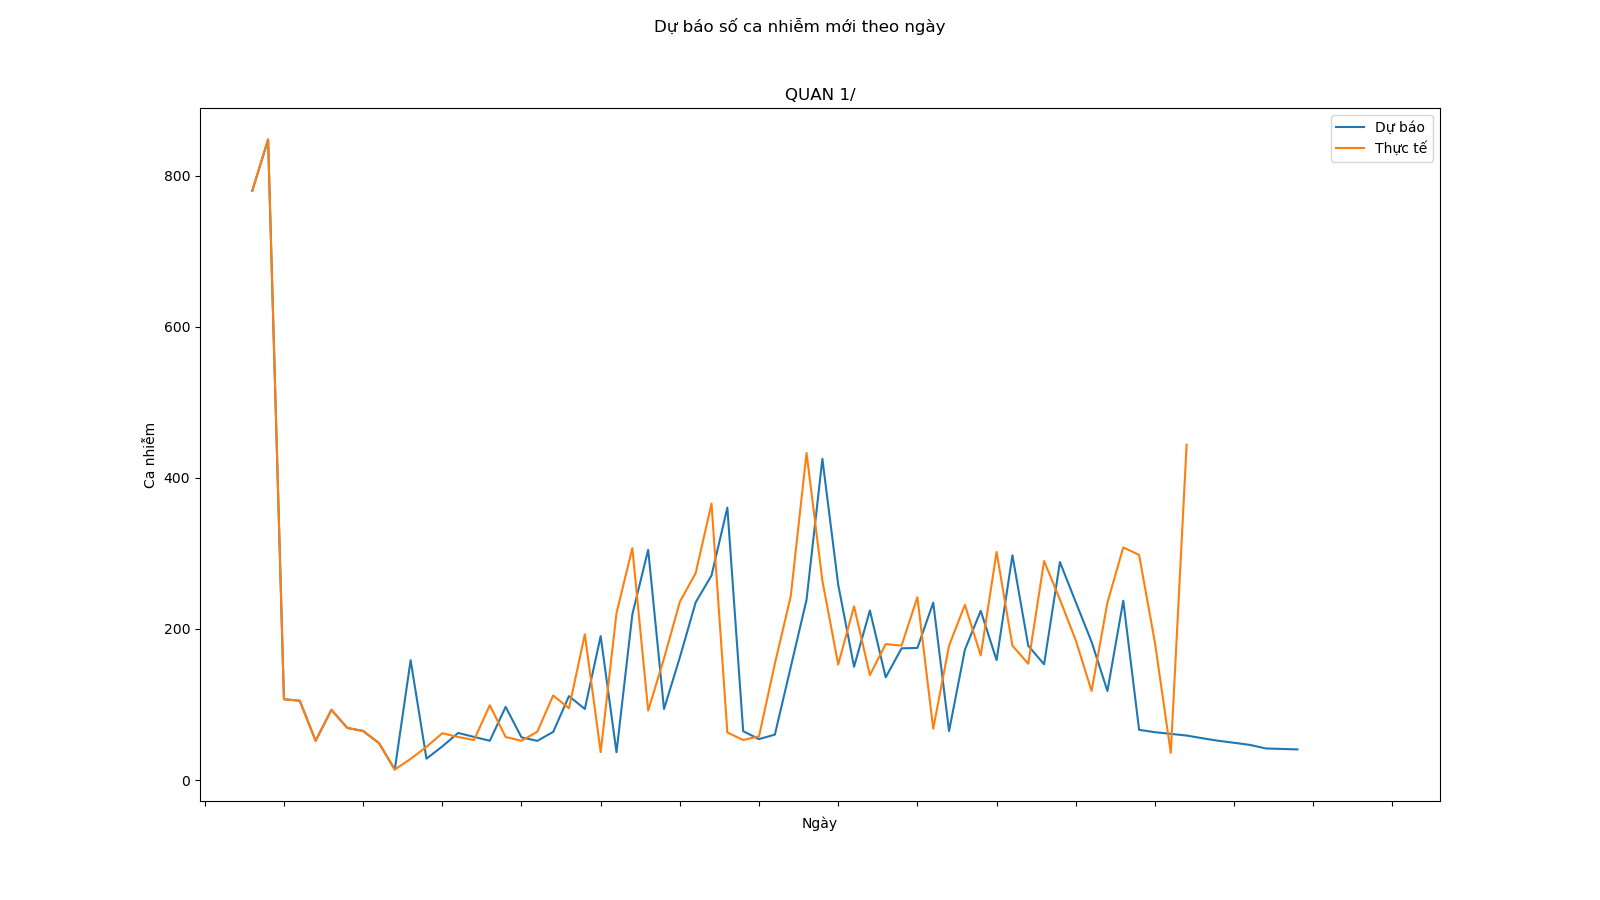 Dự báo số ca nhiễm mới theo ngày
QUAN 1/
Dự báo
Thực tế
800
600
400
200
0
Ca nhiễm
Ngày